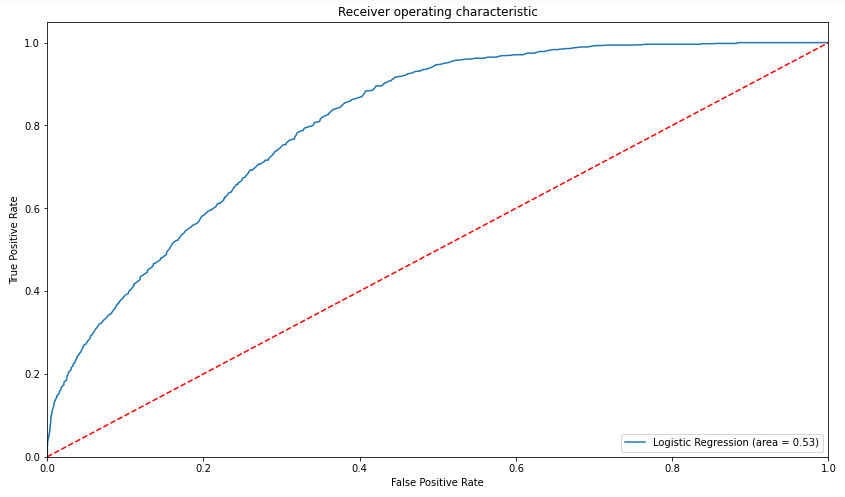 Receiver operating characteristic
1.0
0.8
0.6
0.4
0.2
0.0
True Positive Rate
Logistic Regression (area = 0.53)
0.0 0.2 0.4 0.6 0.8 1.0
False Positive Rate